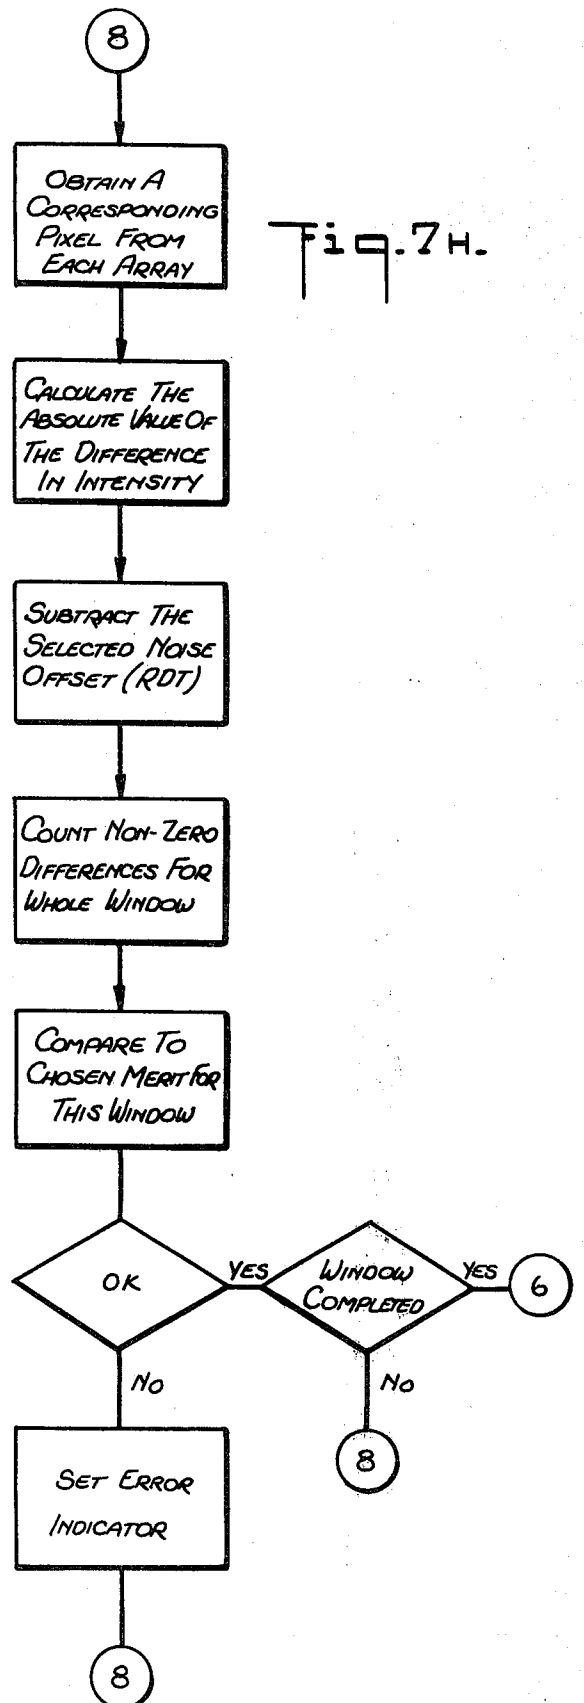 8
OBTAIN A
CORRESPONDING
PIXEL FROM
EACH ARRAY
Fig. 7H.
CALCULATE THE
ABSOLUTE VALUE OF
THE DIFFERENCE
IN INTENSITY
SUBTRACT THE
SELECTED NOISE
OFFSET (RDT)
COUNT NON-ZERO
DIFFERENCES FOR
WHOLE WINDOW
COMPARE TO
CHOSEN MERIT FOR
THIS WINDOW
OK
YES
WINDOW
COMPLETED
YES
6
NO
NO
8
SET ERROR
INDICATOR
8